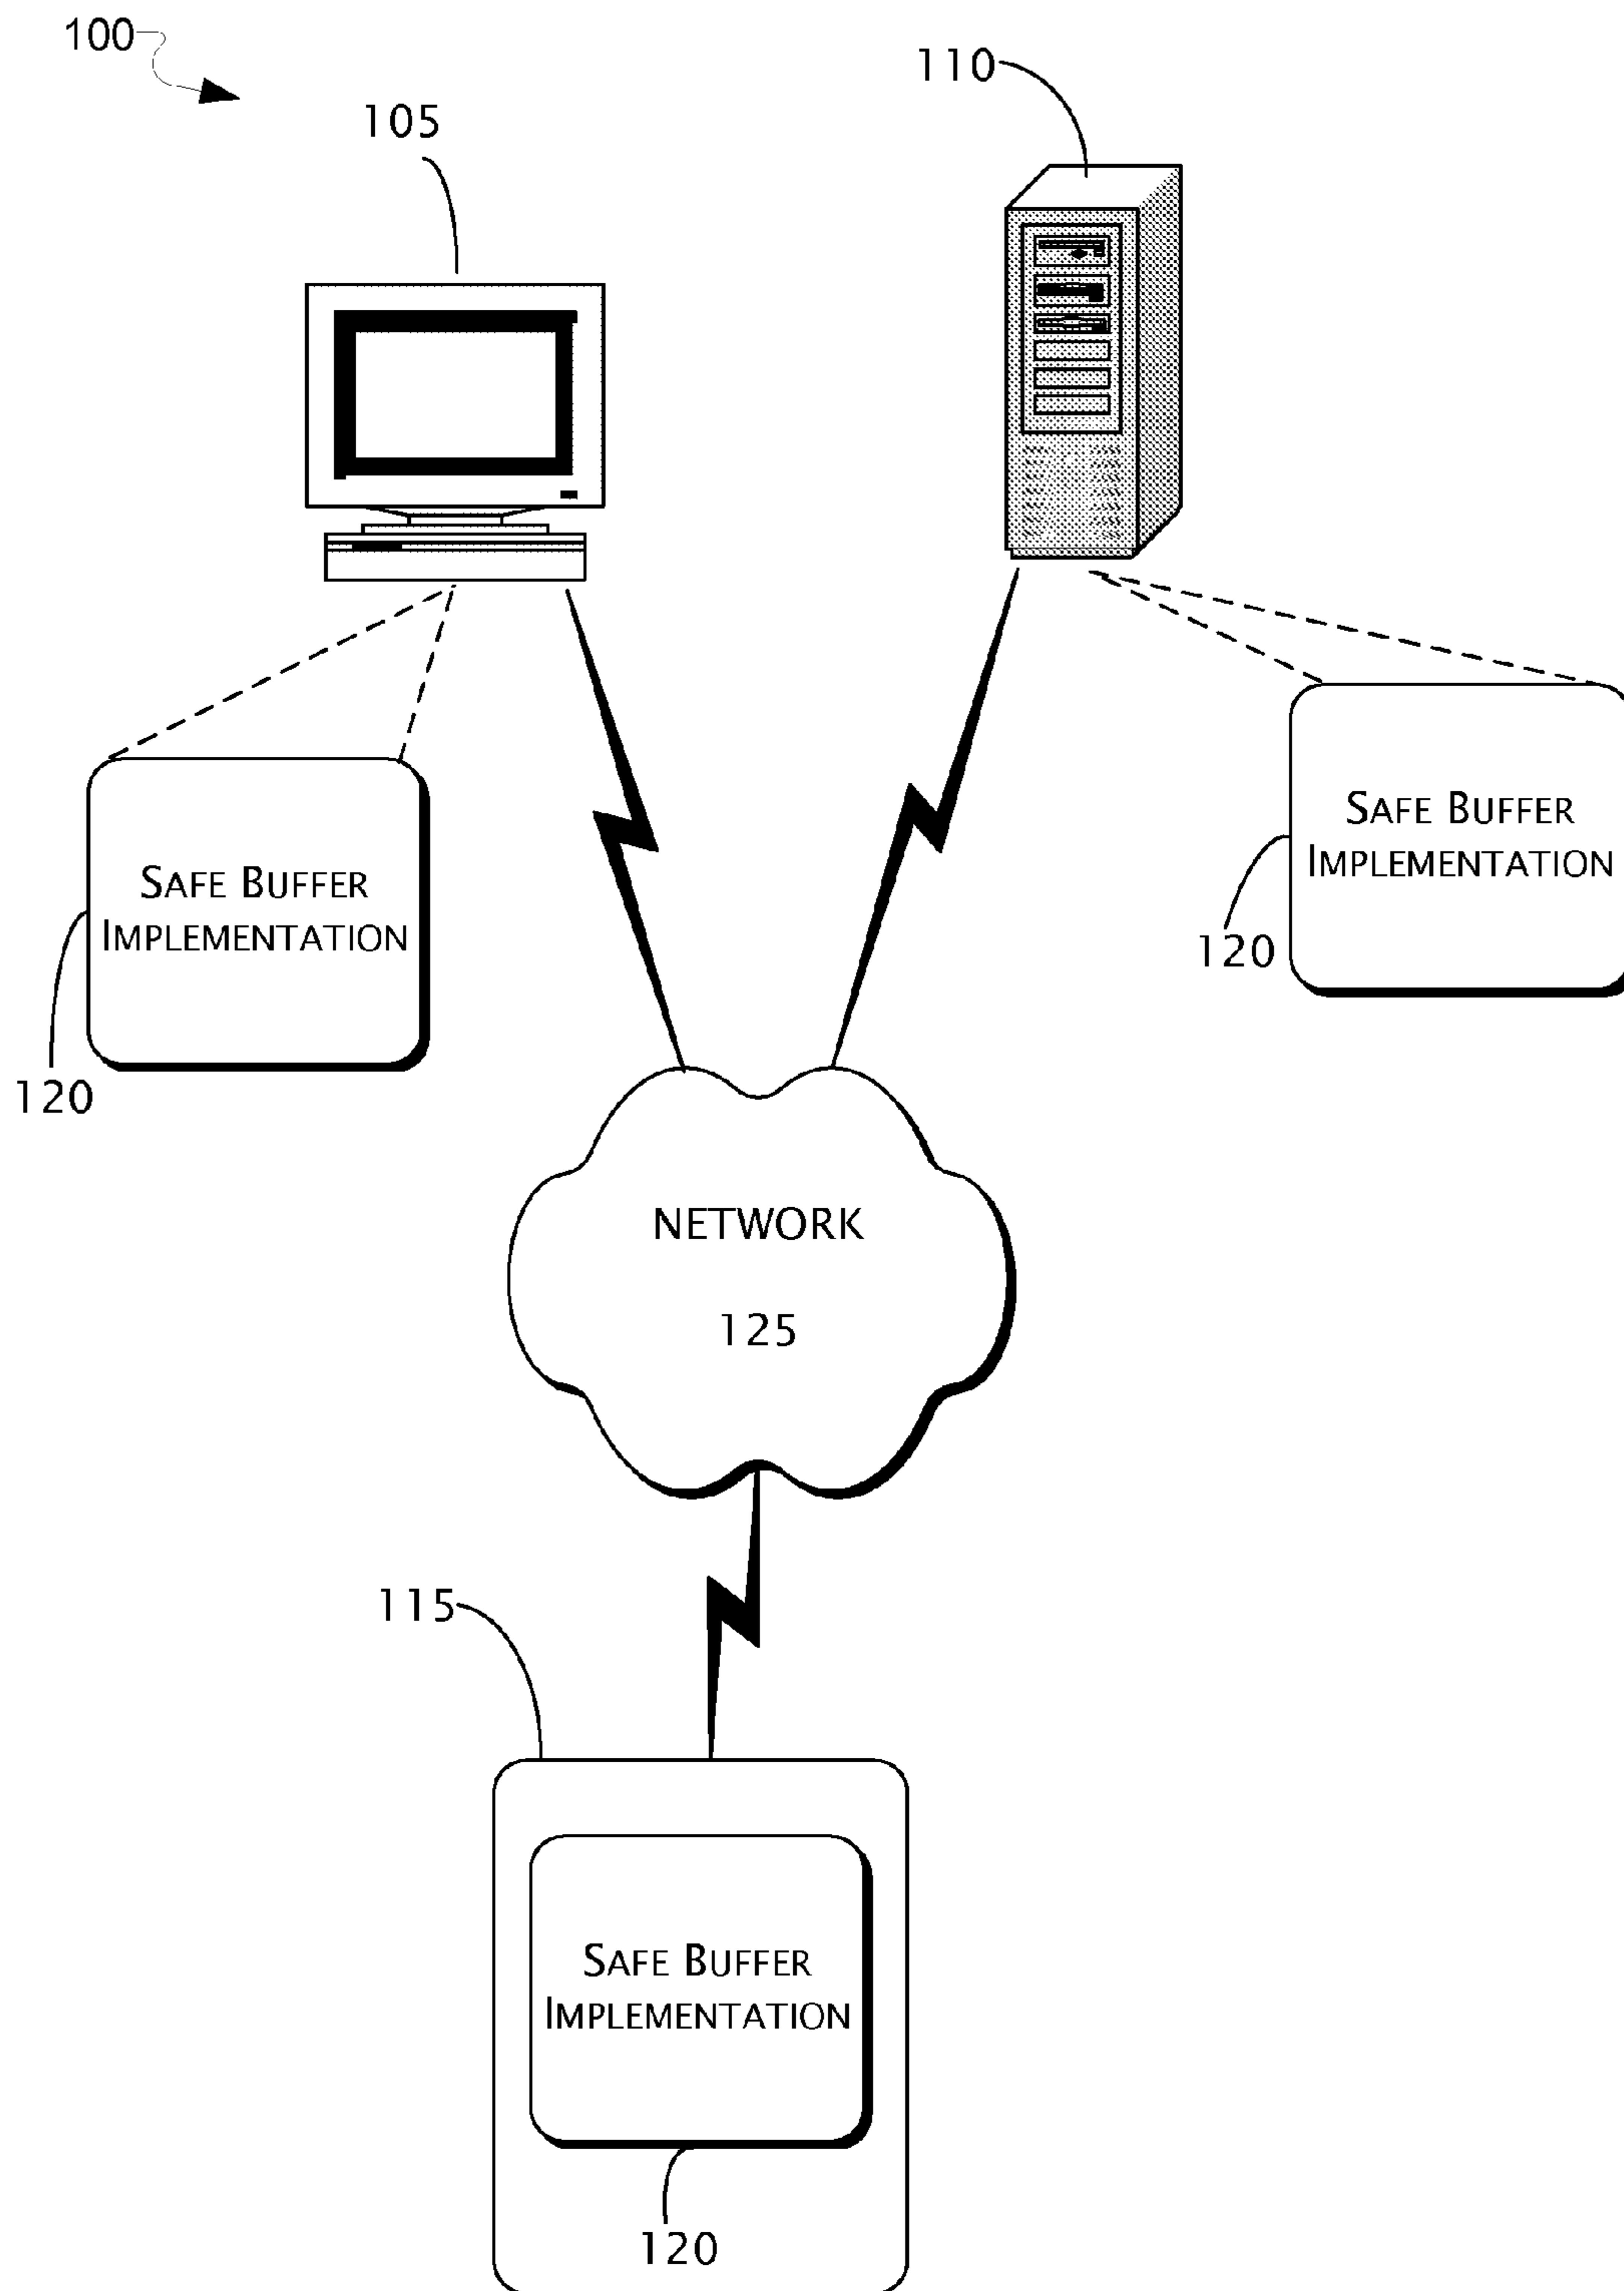 100
110
105
SAFE BUFFER
IMPLEMENTATION
120
SAFE BUFFER
IMPLEMENTATION
120
NETWORK
125
115
SAFE BUFFER
IMPLEMENTATION
120